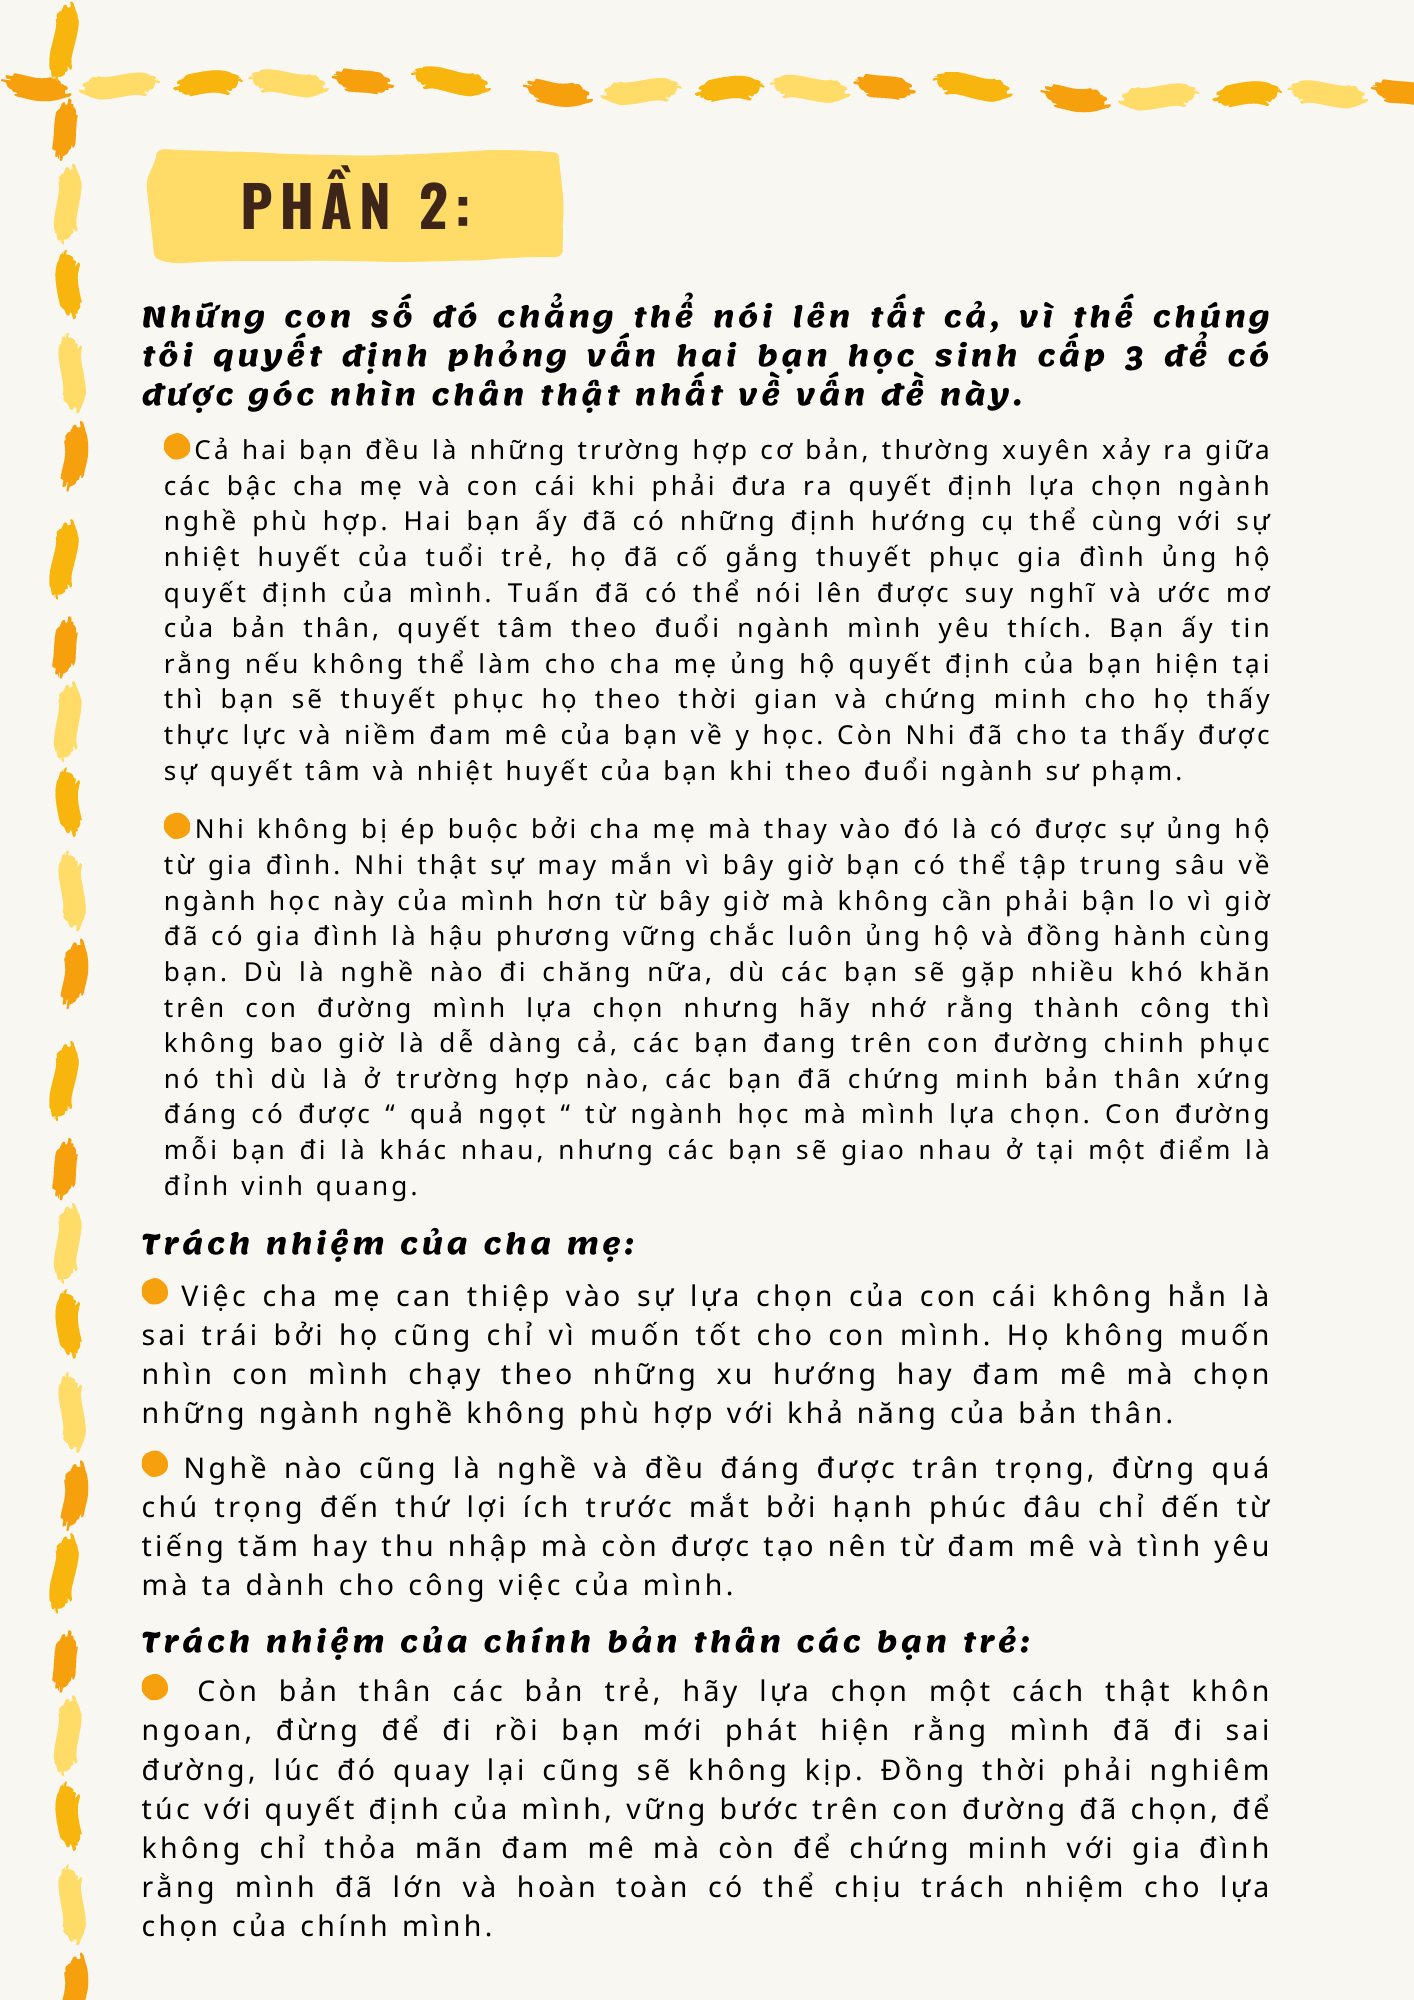 PHẦN 2:
Những con số đó chẳng thể nói lên tất cả, vì thế chúng
tôi quyết định phỏng vấn hai bạn học sinh cấp 3 để có
được góc nhìn chân thật nhất về vấn đề này.
Cả hai bạn đều là những trường hợp cơ bản, thường xuyên xảy ra giữa
các bậc cha mẹ và con cái khi phải đưa ra quyết định lựa chọn ngành
nghề phù hợp. Hai bạn ấy đã có những định hướng cụ thể cùng với sự
nhiệt huyết của tuổi trẻ, họ đã cố gắng thuyết phục gia đình ủng hộ
quyết định của mình. Tuấn đã có thể nói lên được suy nghĩ và ước mơ
của bản thân, quyết tâm theo đuổi ngành mình yêu thích. Bạn ấy tin
rằng nếu không thể làm cho cha mẹ ủng hộ quyết định của bạn hiện tại
thì bạn sẽ thuyết phục họ theo thời gian và chứng minh cho họ thấy
thực lực và niềm đam mê của bạn về y học. Còn Nhi đã cho ta thấy được
sự quyết tâm và nhiệt huyết của bạn khi theo đuổi ngành sư phạm.
Nhi không bị ép buộc bởi cha mẹ mà thay vào đó là có được sự ủng hộ
từ gia đình. Nhi thật sự may mắn vì bây giờ bạn có thể tập trung sâu về
ngành học này của mình hơn từ bây giờ mà không cần phải bận lo vì giờ
đã có gia đình là hậu phương vững chắc luôn ủng hộ và đồng hành cùng
bạn. Dù là nghề nào đi chăng nữa, dù các bạn sẽ gặp nhiều khó khăn
trên con đường mình lựa chọn nhưng hãy nhớ rằng thành công thì
không bao giờ là dễ dàng cả, các bạn đang trên con đường chinh phục
nó thì dù là ở trường hợp nào, các bạn đã chứng minh bản thân xứng
đáng có được “ quả ngọt “ từ ngành học mà mình lựa chọn. Con đường
mỗi bạn đi là khác nhau, nhưng các bạn sẽ giao nhau ở tại một điểm là
đỉnh vinh quang.
Trách nhiệm của cha mẹ:
Việc cha mẹ can thiệp vào sự lựa chọn của con cái không hẳn là
sai trái bởi họ cũng chỉ vì muốn tốt cho con mình. Họ không muốn
nhìn con mình chạy theo những xu hướng hay đam mê mà chọn
những ngành nghề không phù hợp với khả năng của bản thân.
Nghề nào cũng là nghề và đều đáng được trân trọng, đừng quá
chú trọng đến thứ lợi ích trước mắt bởi hạnh phúc đâu chỉ đến từ
tiếng tăm hay thu nhập mà còn được tạo nên từ đam mê và tình yêu
mà ta dành cho công việc của mình.
Trách nhiệm của chính bản thân các bạn trẻ:
Còn bản thân các bản trẻ, hãy lựa chọn một cách thật khôn
ngoan, đừng để đi rồi bạn mới phát hiện rằng mình đã đi sai
đường, lúc đó quay lại cũng sẽ không kịp. Đồng thời phải nghiêm
túc với quyết định của mình, vững bước trên con đường đã chọn, để
không chỉ thỏa mãn đam mê mà còn để chứng minh với gia đình
rằng mình đã lớn và hoàn toàn có thể chịu trách nhiệm cho lựa
chọn của chính mình.